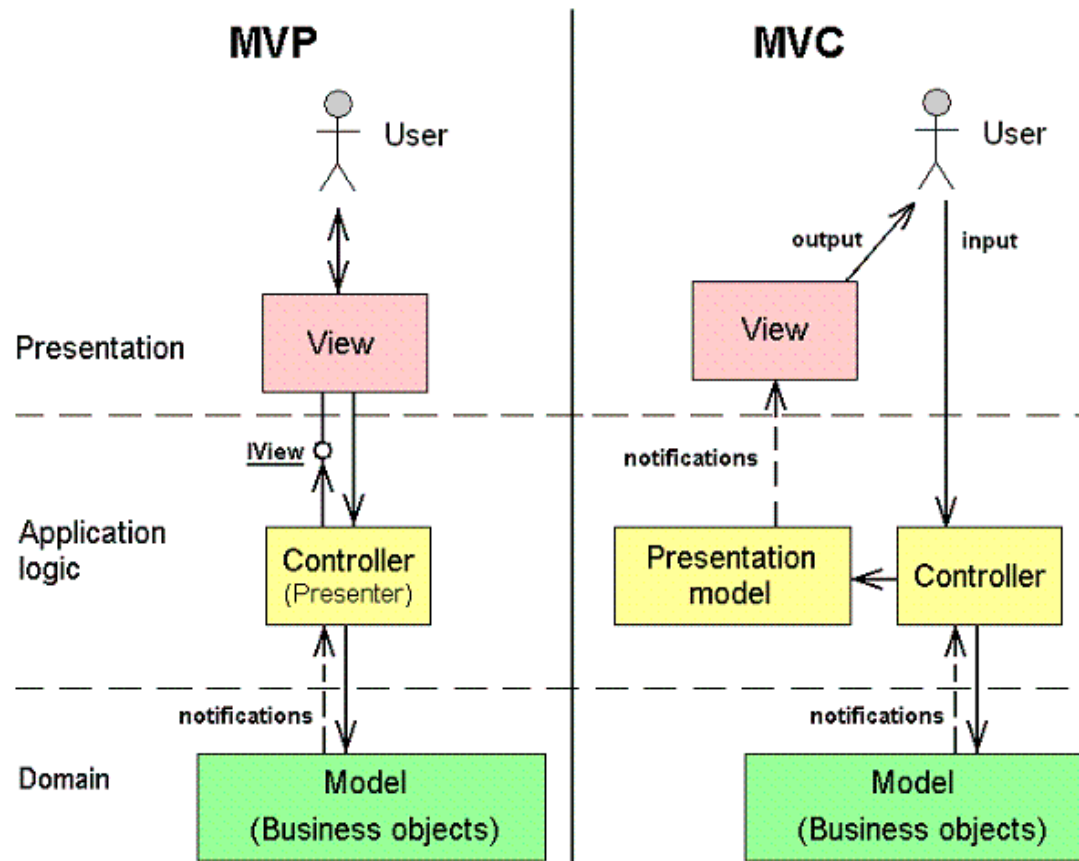 MVP
User
Presentation
View
IView
Application
logic
Controller
(Presenter)
notifications
Domain
Model
(Business objects)
MVC
User
output
input
View
notifications
Presentation
model
Controller
notifications
Model
(Business objects)